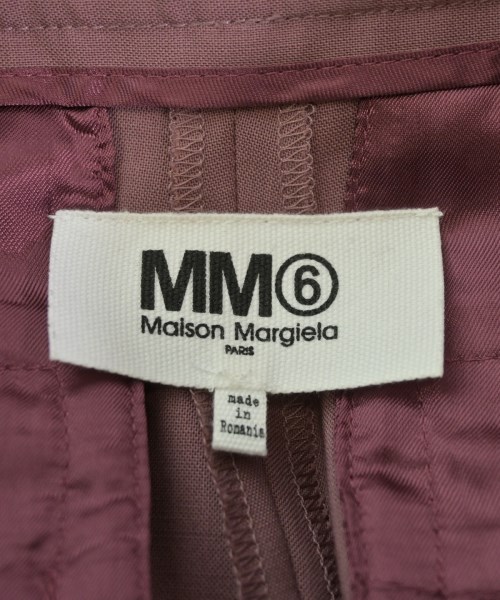 MM⑥
Maison Margiela
PARIS
made
in
Romania